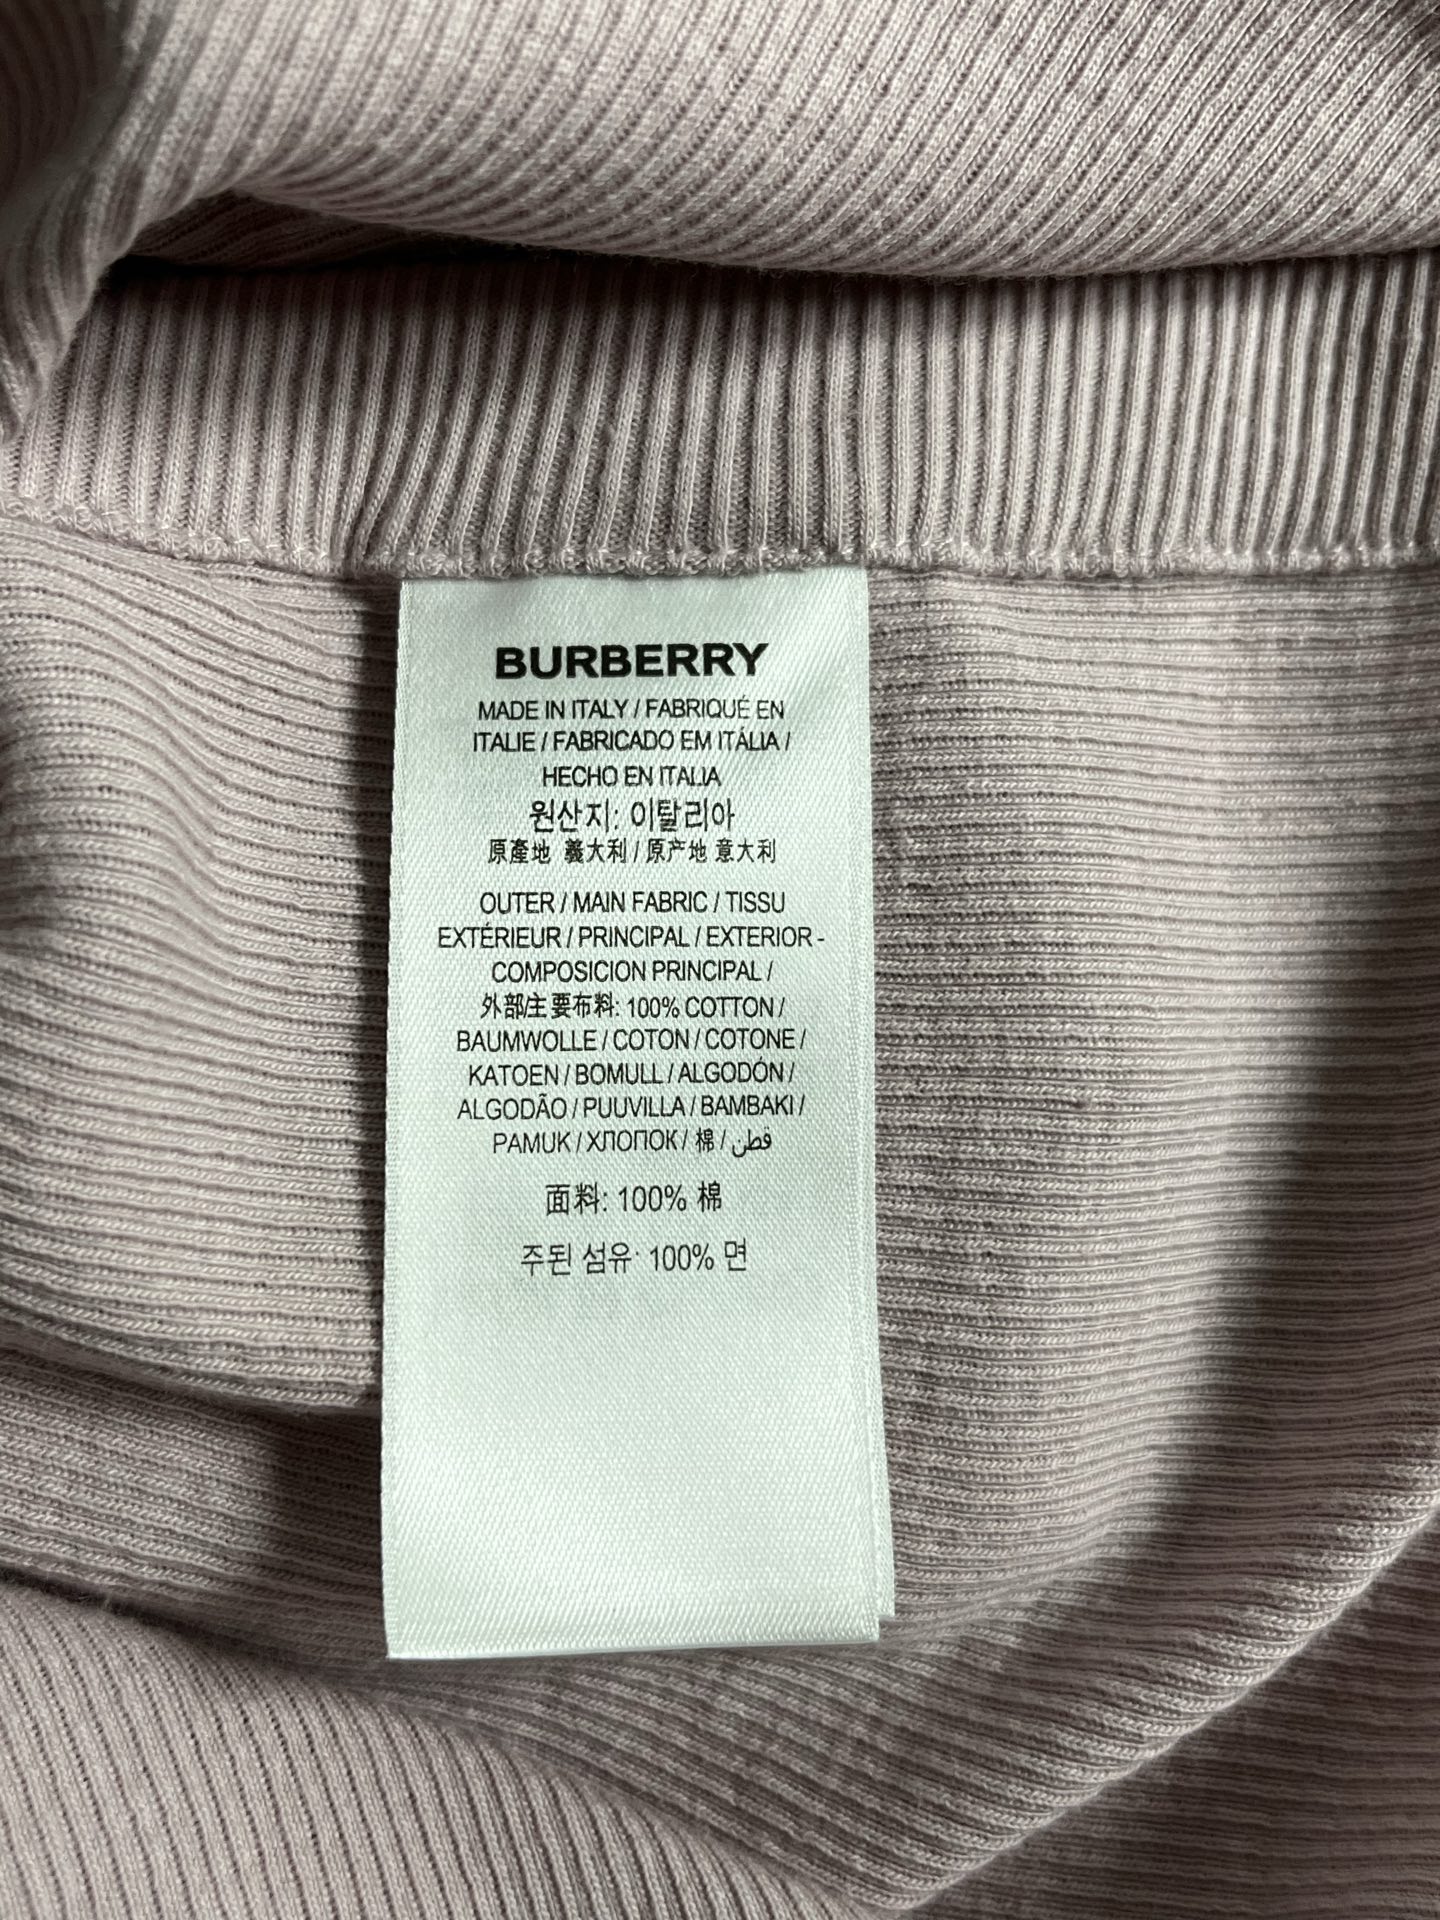 BURBERRY
MADE IN ITALY / FABRIQUÉ EN
ITALIE / FABRICADO EM ITÁLIA /
HECHO EN ITALIA
원산지: 이탈리아
原產地 義大利 / 原产地 意大利
OUTER / MAIN FABRIC / TISSU
EXTÉRIEUR / PRINCIPAL / EXTERIOR -
COMPOSICION PRINCIPAL /
外部主要布料: 100% COTTON /
BAUMWOLLE / COTON / COTONE /
KATOEN / BOMULL / ALGODÓN /
ALGODÃO / PUUVILLA / BAMBAKI /
PAMUK / ХЛОПОК / 棉 / قطن
面料: 100% 棉
주된 섬유: 100% 면